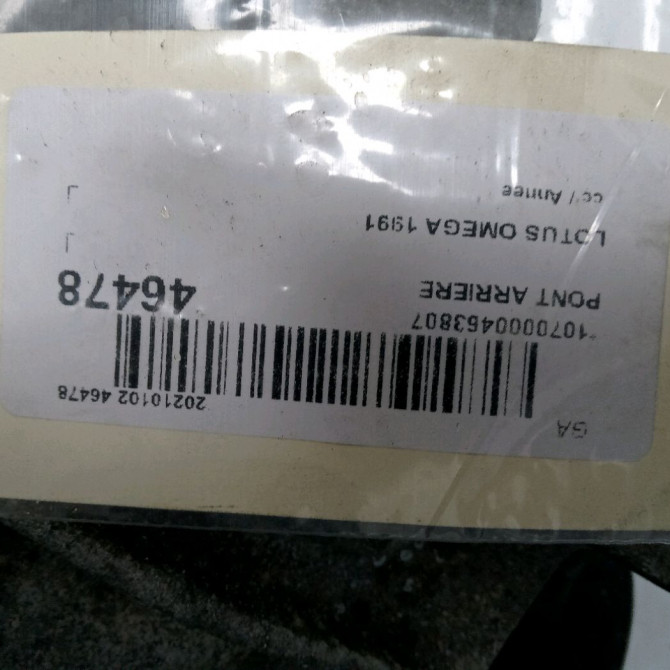 GA
20210102 46478
*1070000463807
46478
PONT ARRIERE
LOTUS OMEGA 1991
cc / Annee